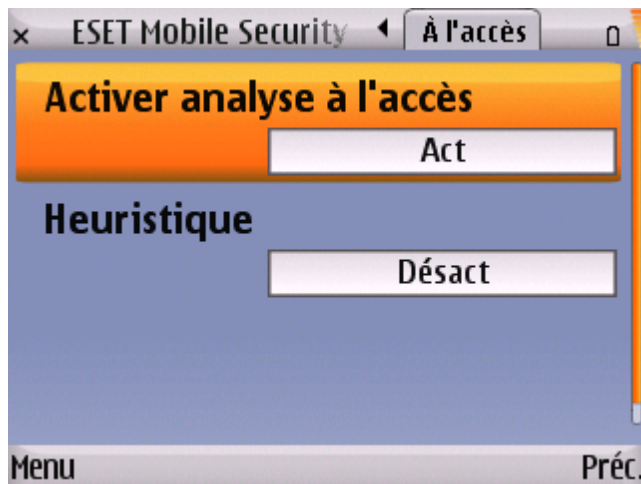 × ESET Mobile Security À l'accès
Activer analyse à l'accès
Act
Heuristique
Désact
Menu Préc.